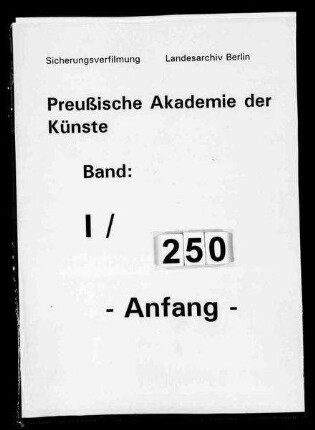 Sicherungsverfilmung Landesarchiv Berlin
Preußische Akademie der
Künste
Band:
I / 250
- Anfang -